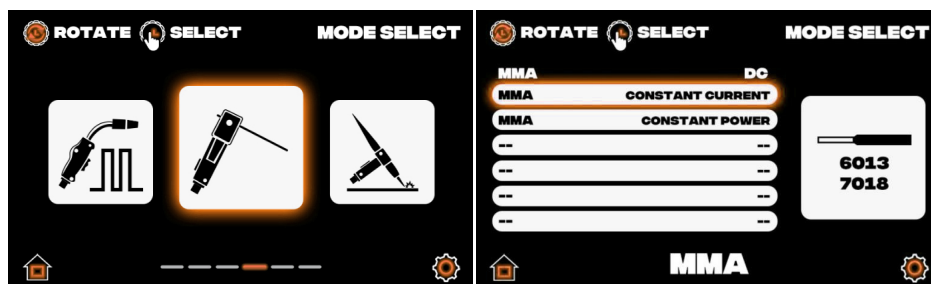 ROTATE SELECT MODE SELECT
ROTATE SELECT MODE SELECT
MMA DC
MMA CONSTANT CURRENT
MMA CONSTANT POWER
-- --
-- --
-- --
-- --
6013
7018
MMA